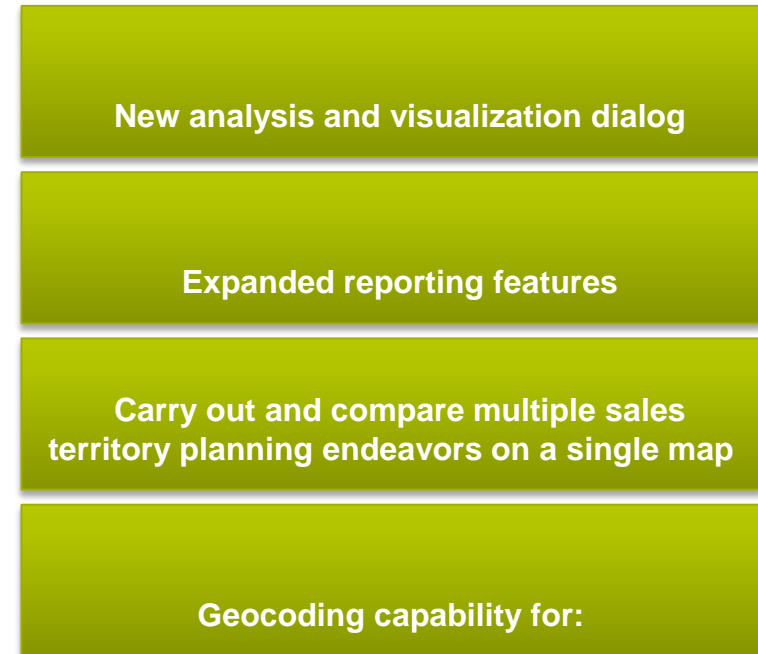 New analysis and visualization dialog
Expanded reporting features
Carry out and compare multiple sales
territory planning endeavors on a single map
Geocoding capability for: